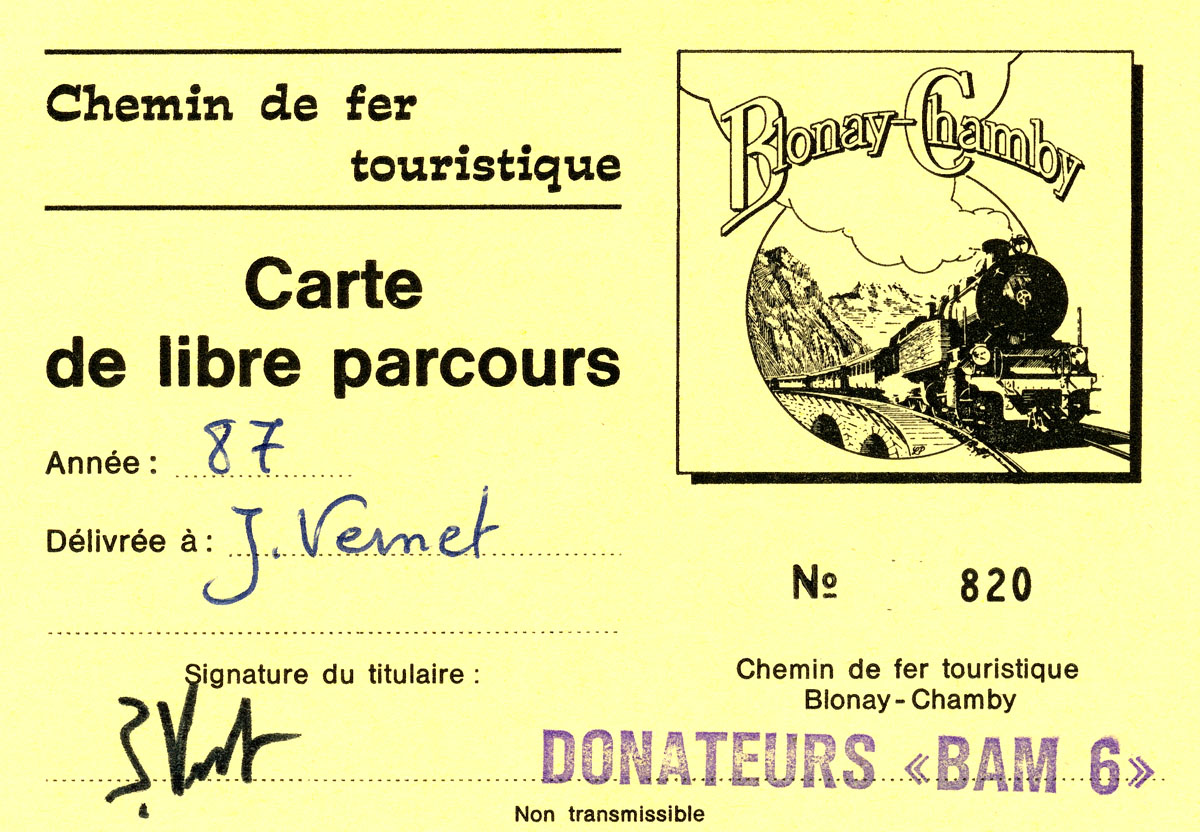 Chemin de fer
touristique
Carte
de libre parcours
Année : 87
Délivrée à : J. Vernet
Signature du titulaire :
J. Vernet
Blonay-Chamby
Nº 820
Chemin de fer touristique
Blonay-Chamby
DONATEURS «BAM 6»
Non transmissible